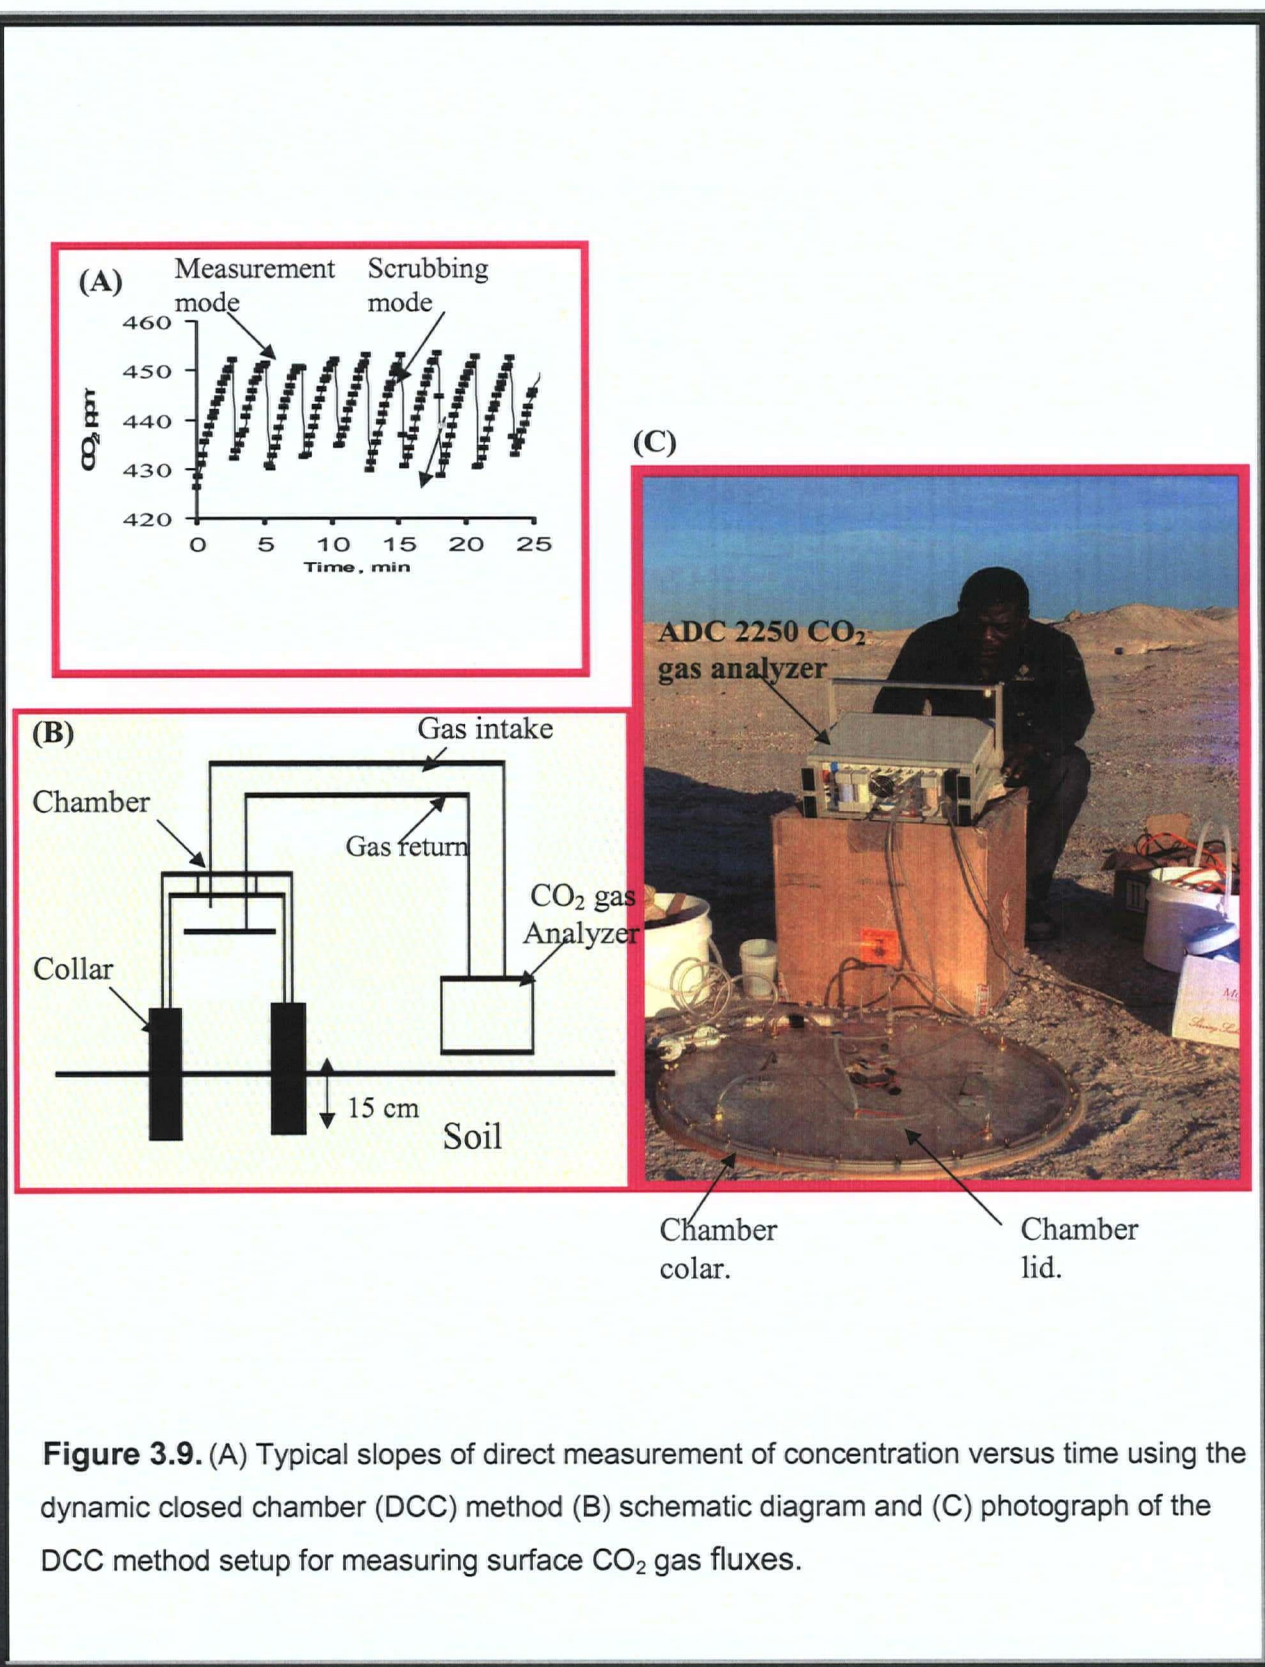 (A)
Measurement
mode
Scrubbing
mode
460
450
440
430
420
CO2 ppm
0 5 10 15 20 25
Time, min
(B)
Gas intake
Chamber
Gas return
CO2 gas
Analyzer
Collar
15 cm
Soil
(C)
ADC 2250 CO2
gas analyzer
Chamber
colar.
Chamber
lid.
Figure 3.9. (A) Typical slopes of direct measurement of concentration versus time using the
dynamic closed chamber (DCC) method (B) schematic diagram and (C) photograph of the
DCC method setup for measuring surface CO2 gas fluxes.